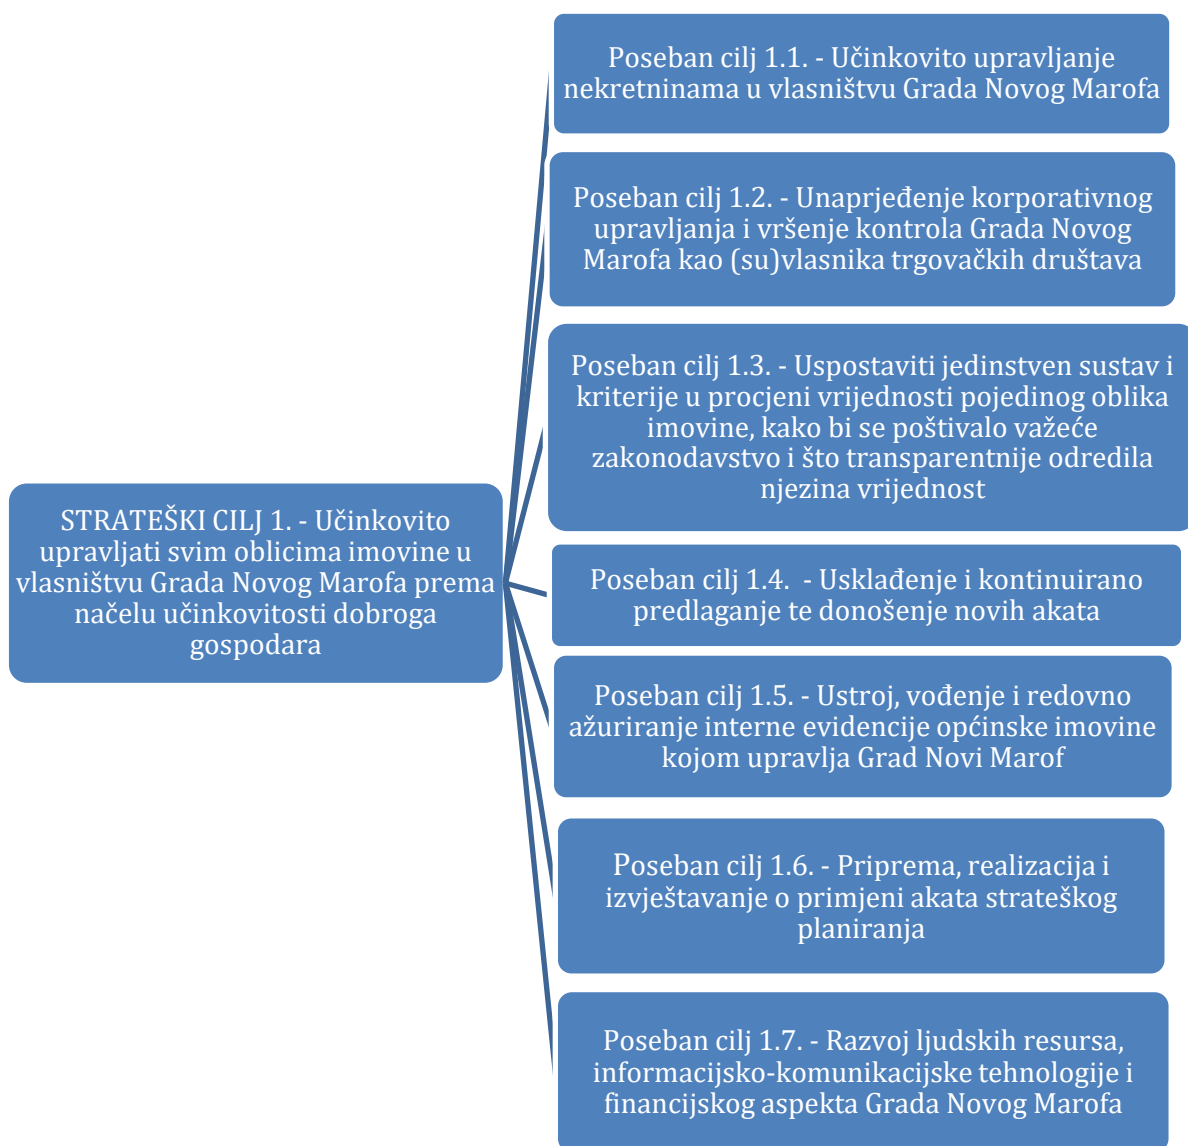 STRATEŠKI CILJ 1. - Učinkovito
upravljati svim oblicima imovine u
vlasništvu Grada Novog Marofa prema
načelu učinkovitosti dobroga
gospodara
Poseban cilj 1.1. - Učinkovito upravljanje
nekretninama u vlasništvu Grada Novog Marofa
Poseban cilj 1.2. - Unaprjeđenje korporativnog
upravljanja i vršenje kontrola Grada Novog
Marofa kao (su)vlasnika trgovačkih društava
Poseban cilj 1.3. - Uspostaviti jedinstven sustav i
kriterije u procjeni vrijednosti pojedinog oblika
imovine, kako bi se poštivalo važeće
zakonodavstvo i što transparentnije odredila
njezina vrijednost
Poseban cilj 1.4.  - Usklađenje i kontinuirano
predlaganje te donošenje novih akata
Poseban cilj 1.5. - Ustroj, vođenje i redovno
ažuriranje interne evidencije općinske imovine
kojom upravlja Grad Novi Marof
Poseban cilj 1.6. - Priprema, realizacija i
izvještavanje o primjeni akata strateškog
planiranja
Poseban cilj 1.7. - Razvoj ljudskih resursa,
informacijsko-komunikacijske tehnologije i
financijskog aspekta Grada Novog Marofa